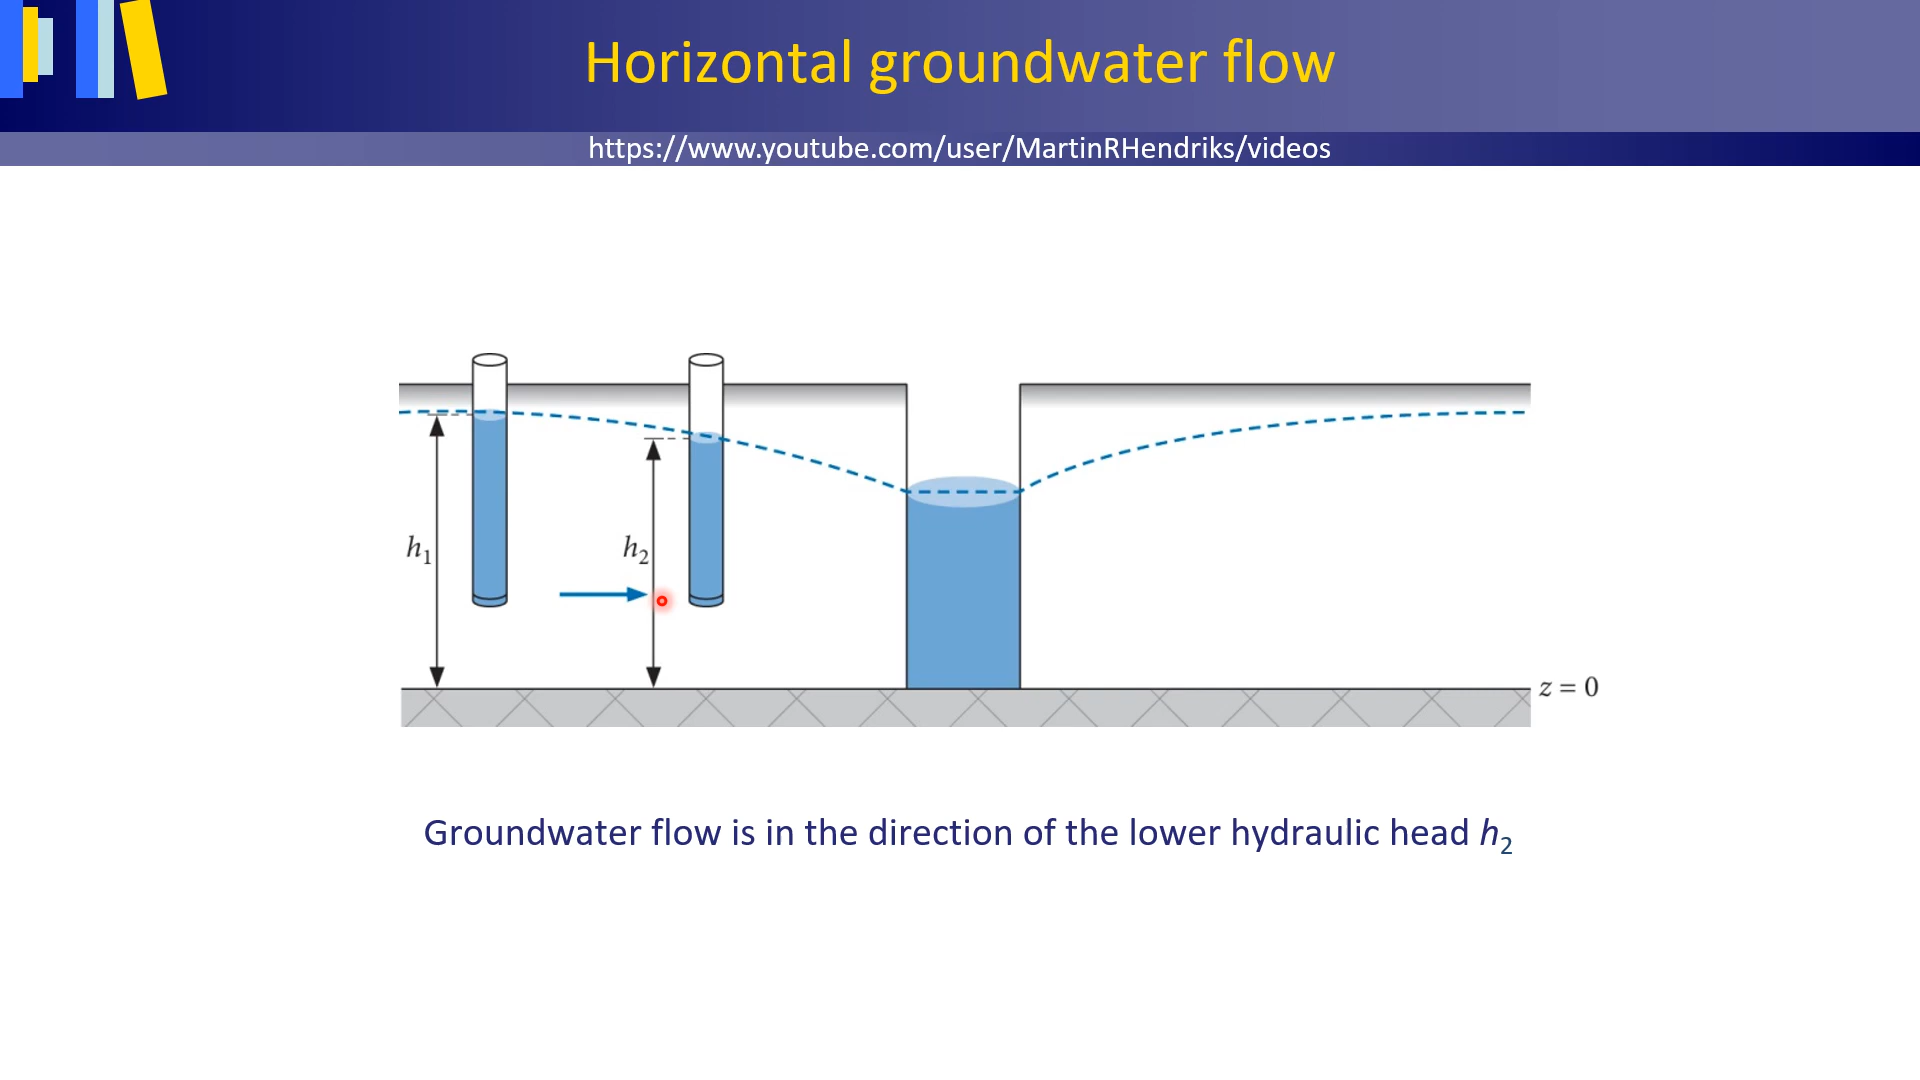 Horizontal groundwater flow
https://www.youtube.com/user/MartinRHendriks/videos
h₁
h₂
z = 0
Groundwater flow is in the direction of the lower hydraulic head h₂